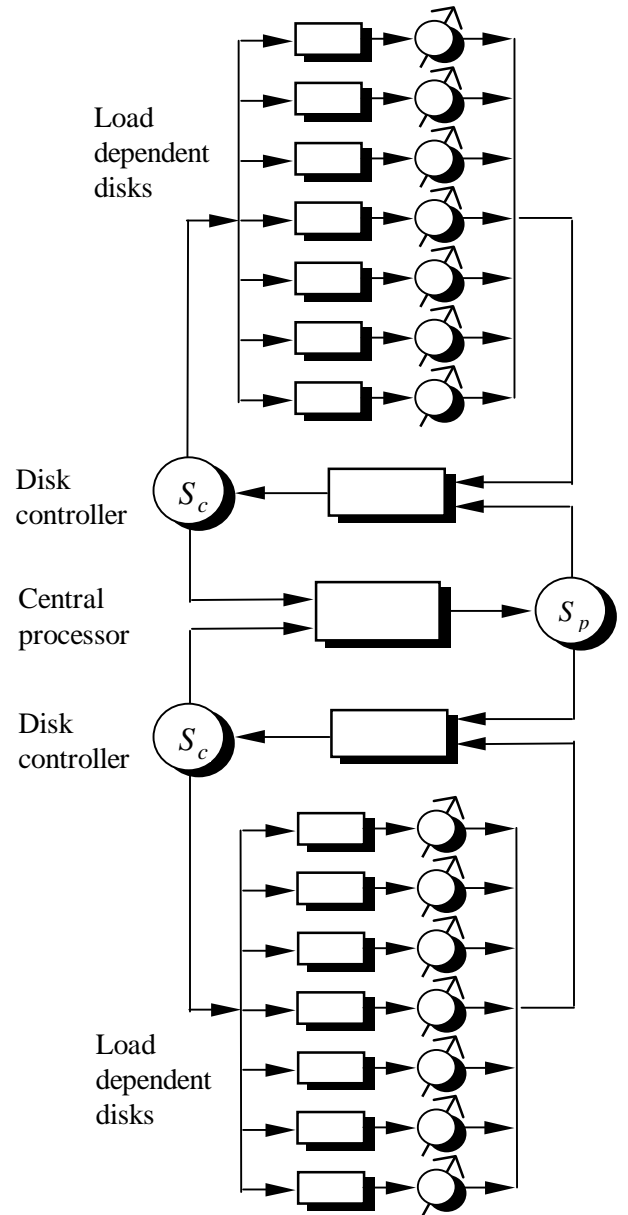 Load
dependent
disks
Disk
controller
S_c
Central
processor
S_p
Disk
controller
S_c
Load
dependent
disks